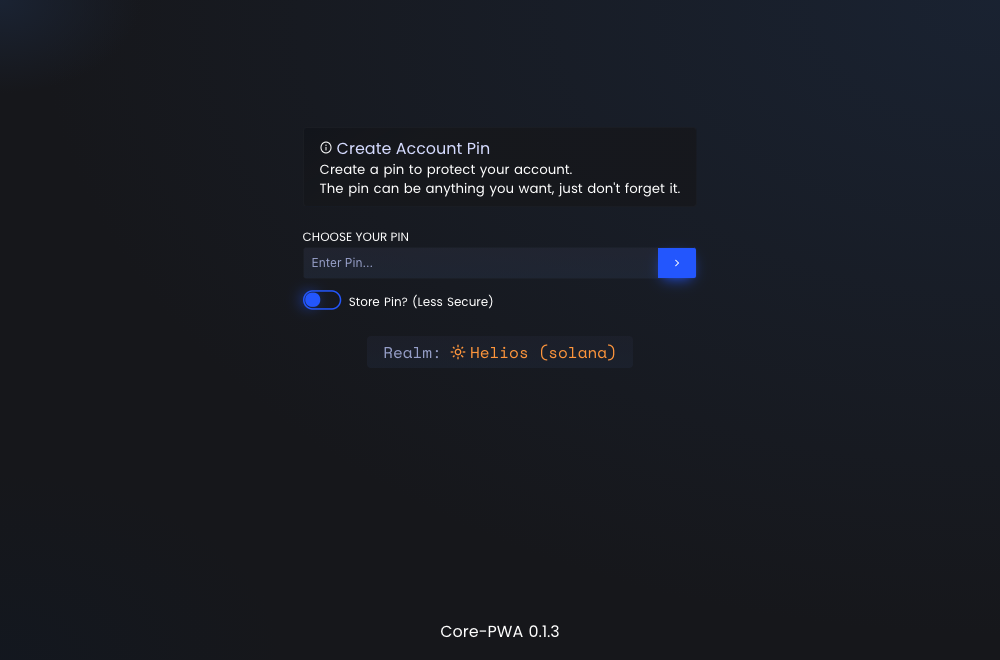 Create Account Pin
Create a pin to protect your account.
The pin can be anything you want, just don't forget it.
CHOOSE YOUR PIN
Enter Pin...
Store Pin? (Less Secure)
Realm: Helios (solana)
Core-PWA 0.1.3